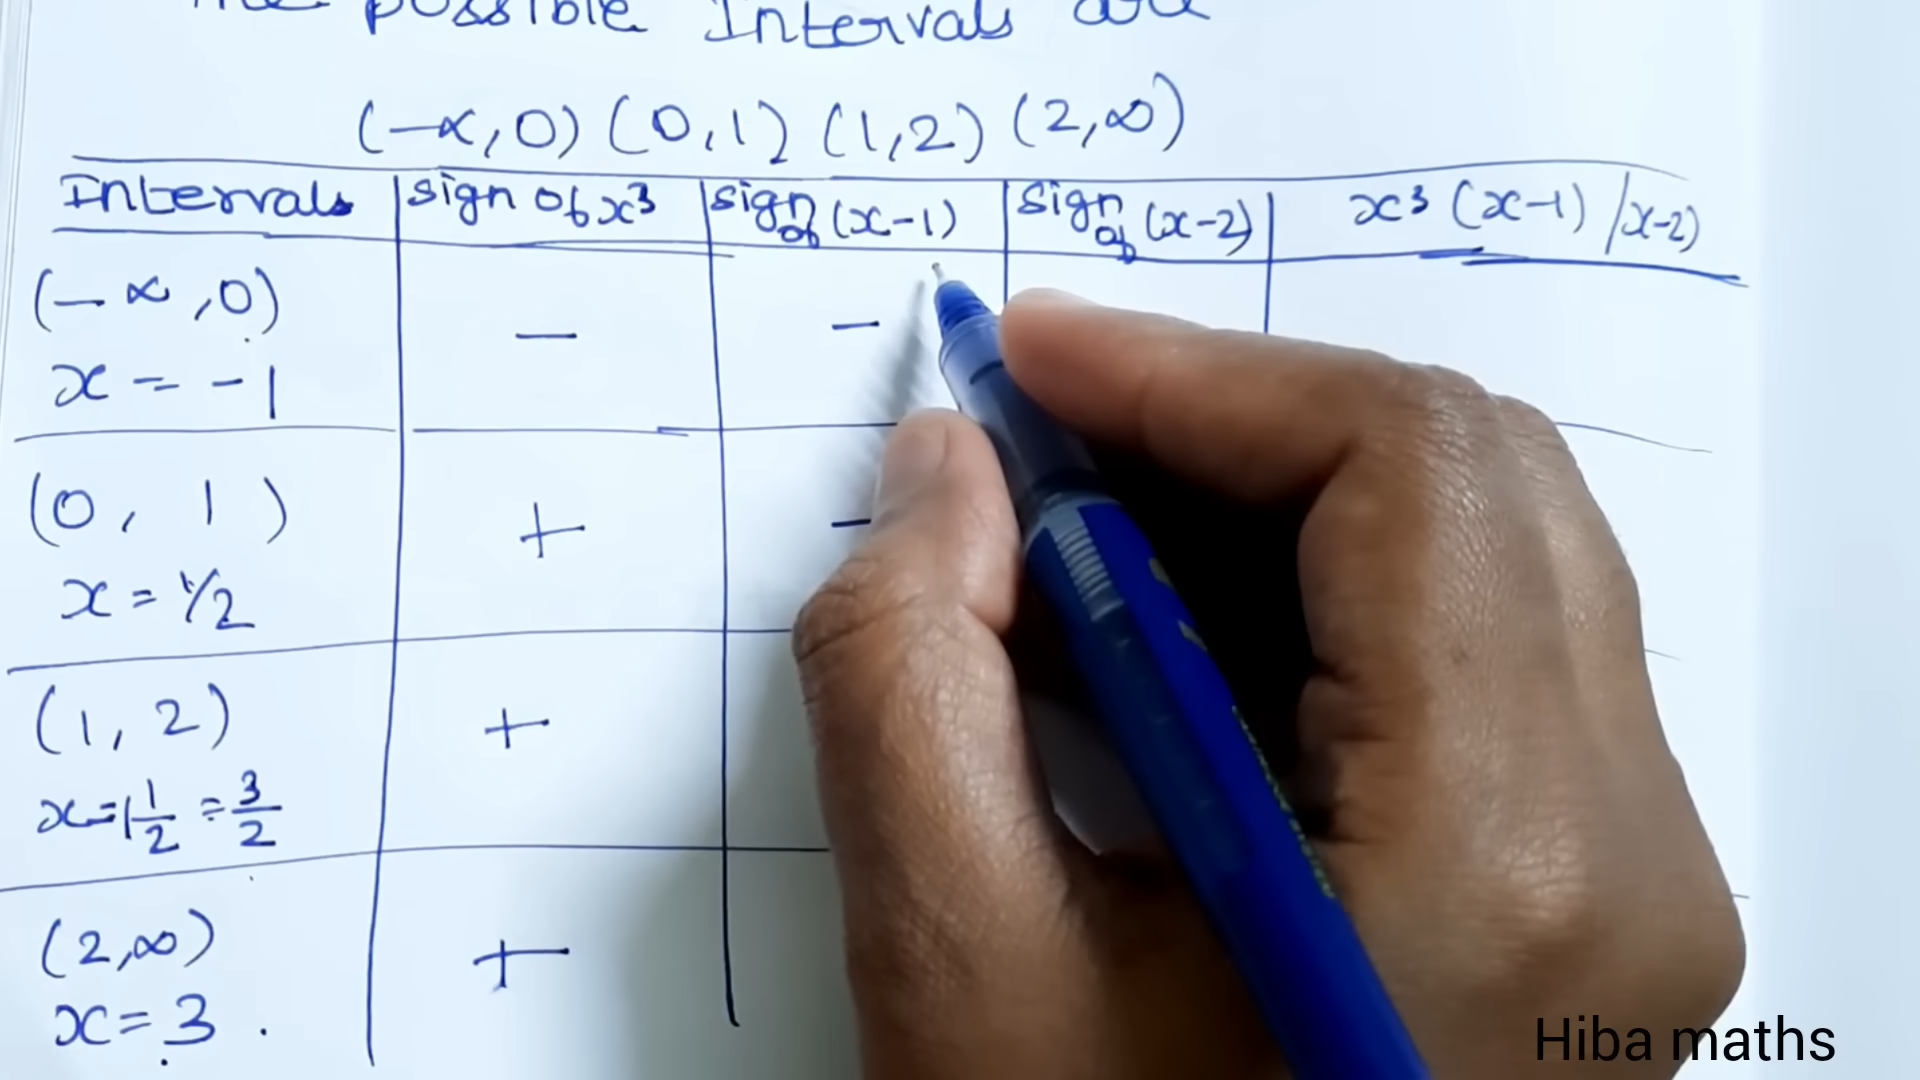 possible Intervals are
(-∞,0) (0,1) (1,2) (2,∞)
Intervals sign of x³ sign of (x-1) sign of (x-2) x³ (x-1) / x-2)
(-∞,0) - -
x = -1
(0, 1) + -
x = 1/2
(1, 2) +
x=1 1/2 = 3/2
(2,∞) +
x = 3 .
Hiba maths